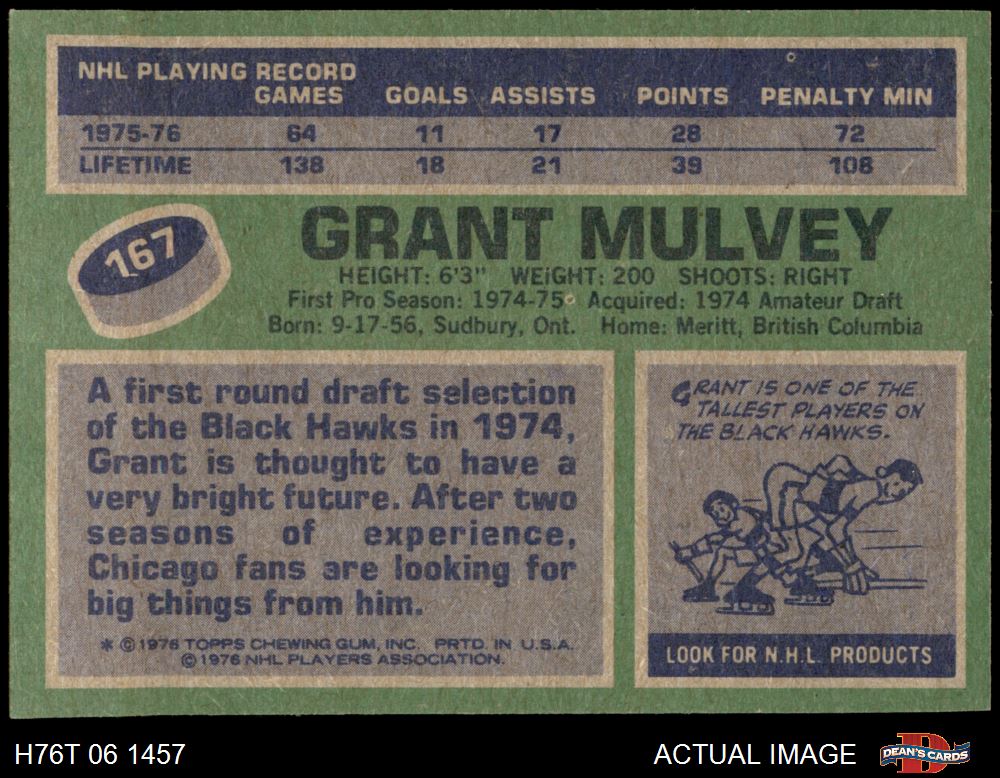 NHL PLAYING RECORD
GAMES GOALS ASSISTS POINTS PENALTY MIN
1975-76 64 11 17 28 72
LIFETIME 138 18 21 39 108
167
GRANT MULVEY
HEIGHT: 6'3" WEIGHT: 200 SHOOTS: RIGHT
First Pro Season: 1974-75 Acquired: 1974 Amateur Draft
Born: 9-17-56, Sudbury, Ont. Home: Meritt, British Columbia
A first round draft selection
of the Black Hawks in 1974,
Grant is thought to have a
very bright future. After two
seasons of experience,
Chicago fans are looking for
big things from him.
* © 1976 TOPPS CHEWING GUM, INC. PRTD. IN U.S.A.
© 1976 NHL PLAYERS ASSOCIATION.
GRANT IS ONE OF THE
TALLEST PLAYERS ON
THE BLACK HAWKS.
LOOK FOR N.H.L. PRODUCTS
H76T 06 1457
ACTUAL IMAGE
D
DEAN'S CARDS